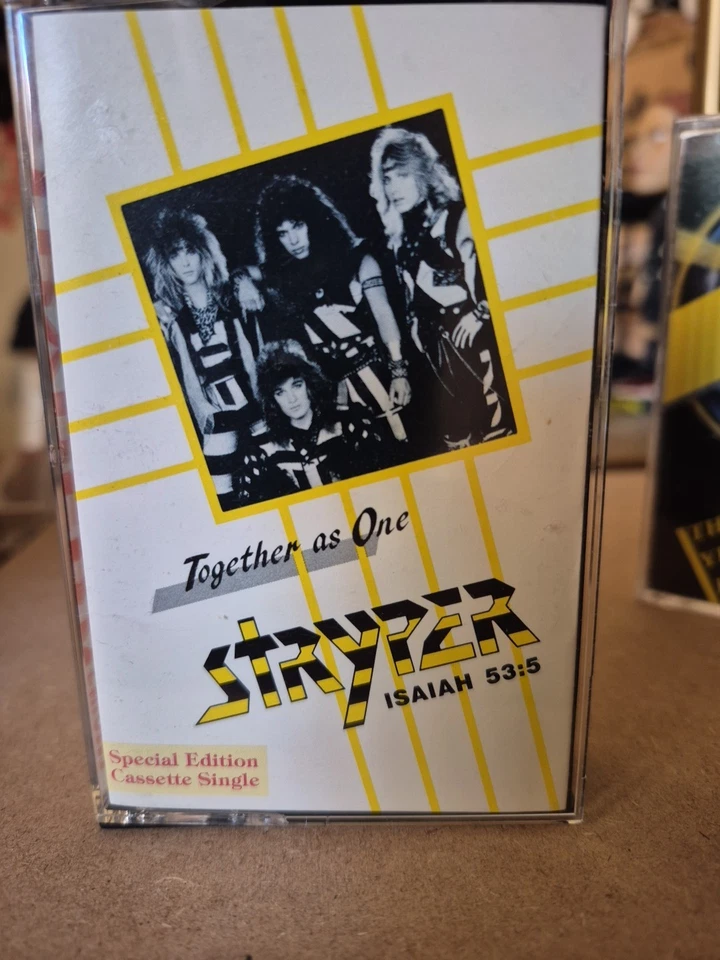 Together as One
STRYPER
ISAIAH 53:5
Special Edition
Cassette Single